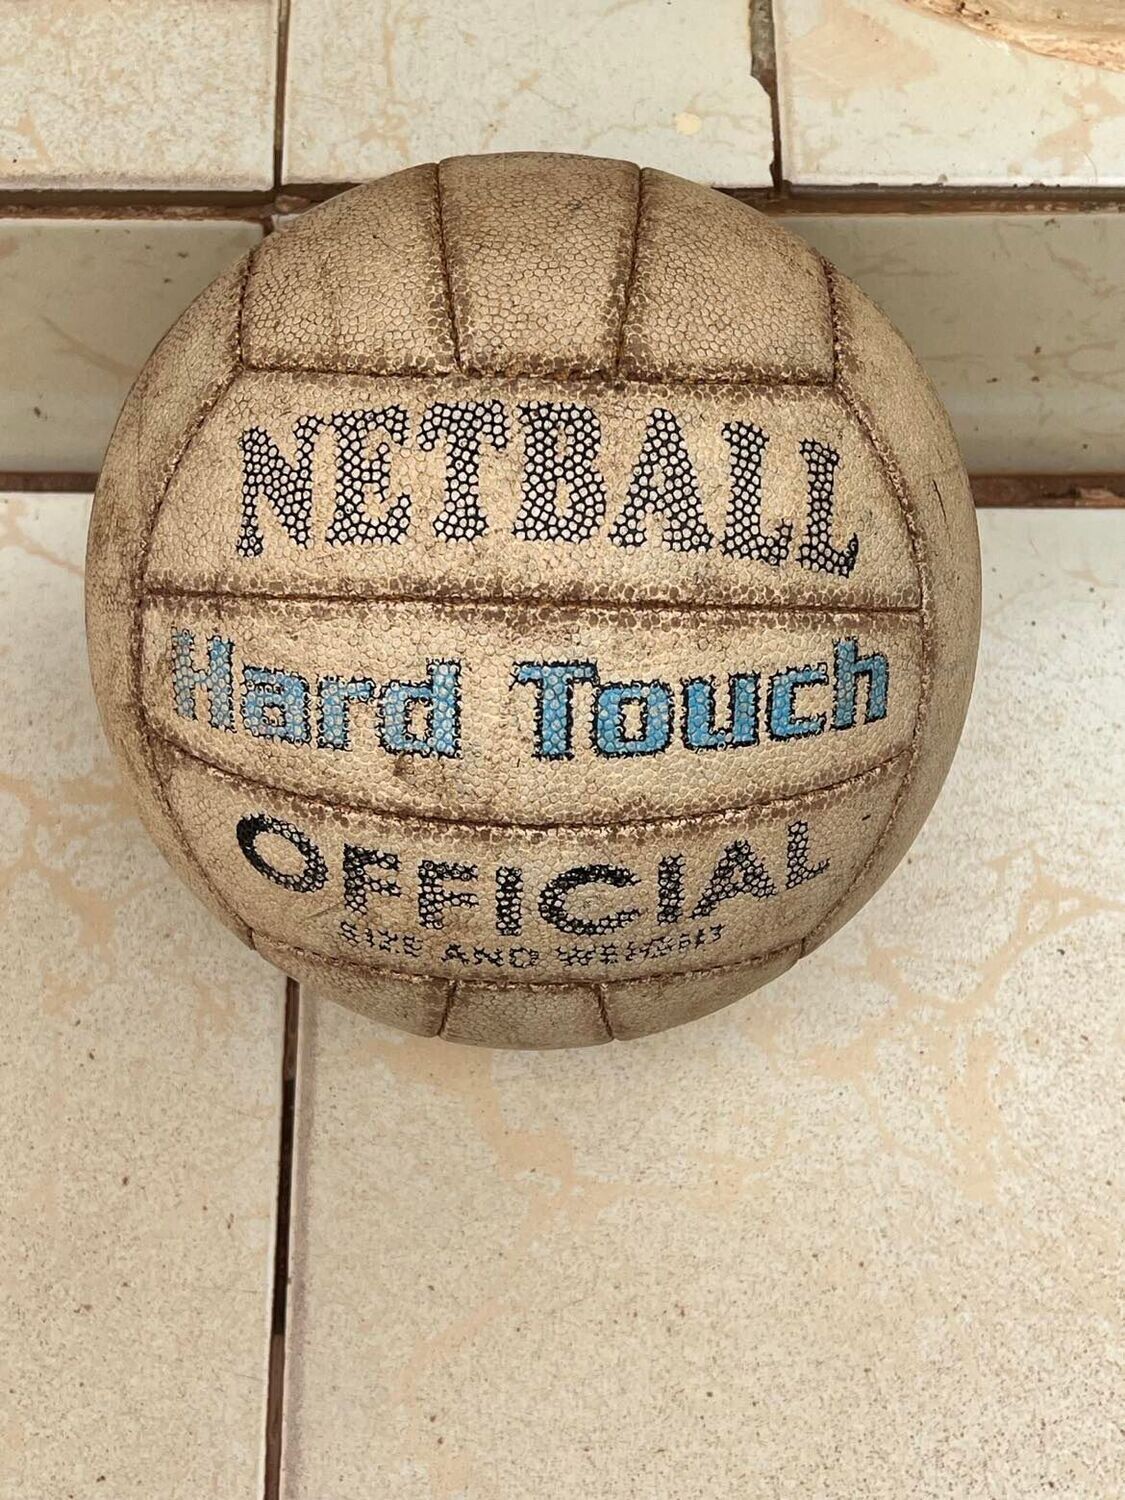 NETBALL
Hard Touch
OFFICIAL
SIZE AND WEIGHT